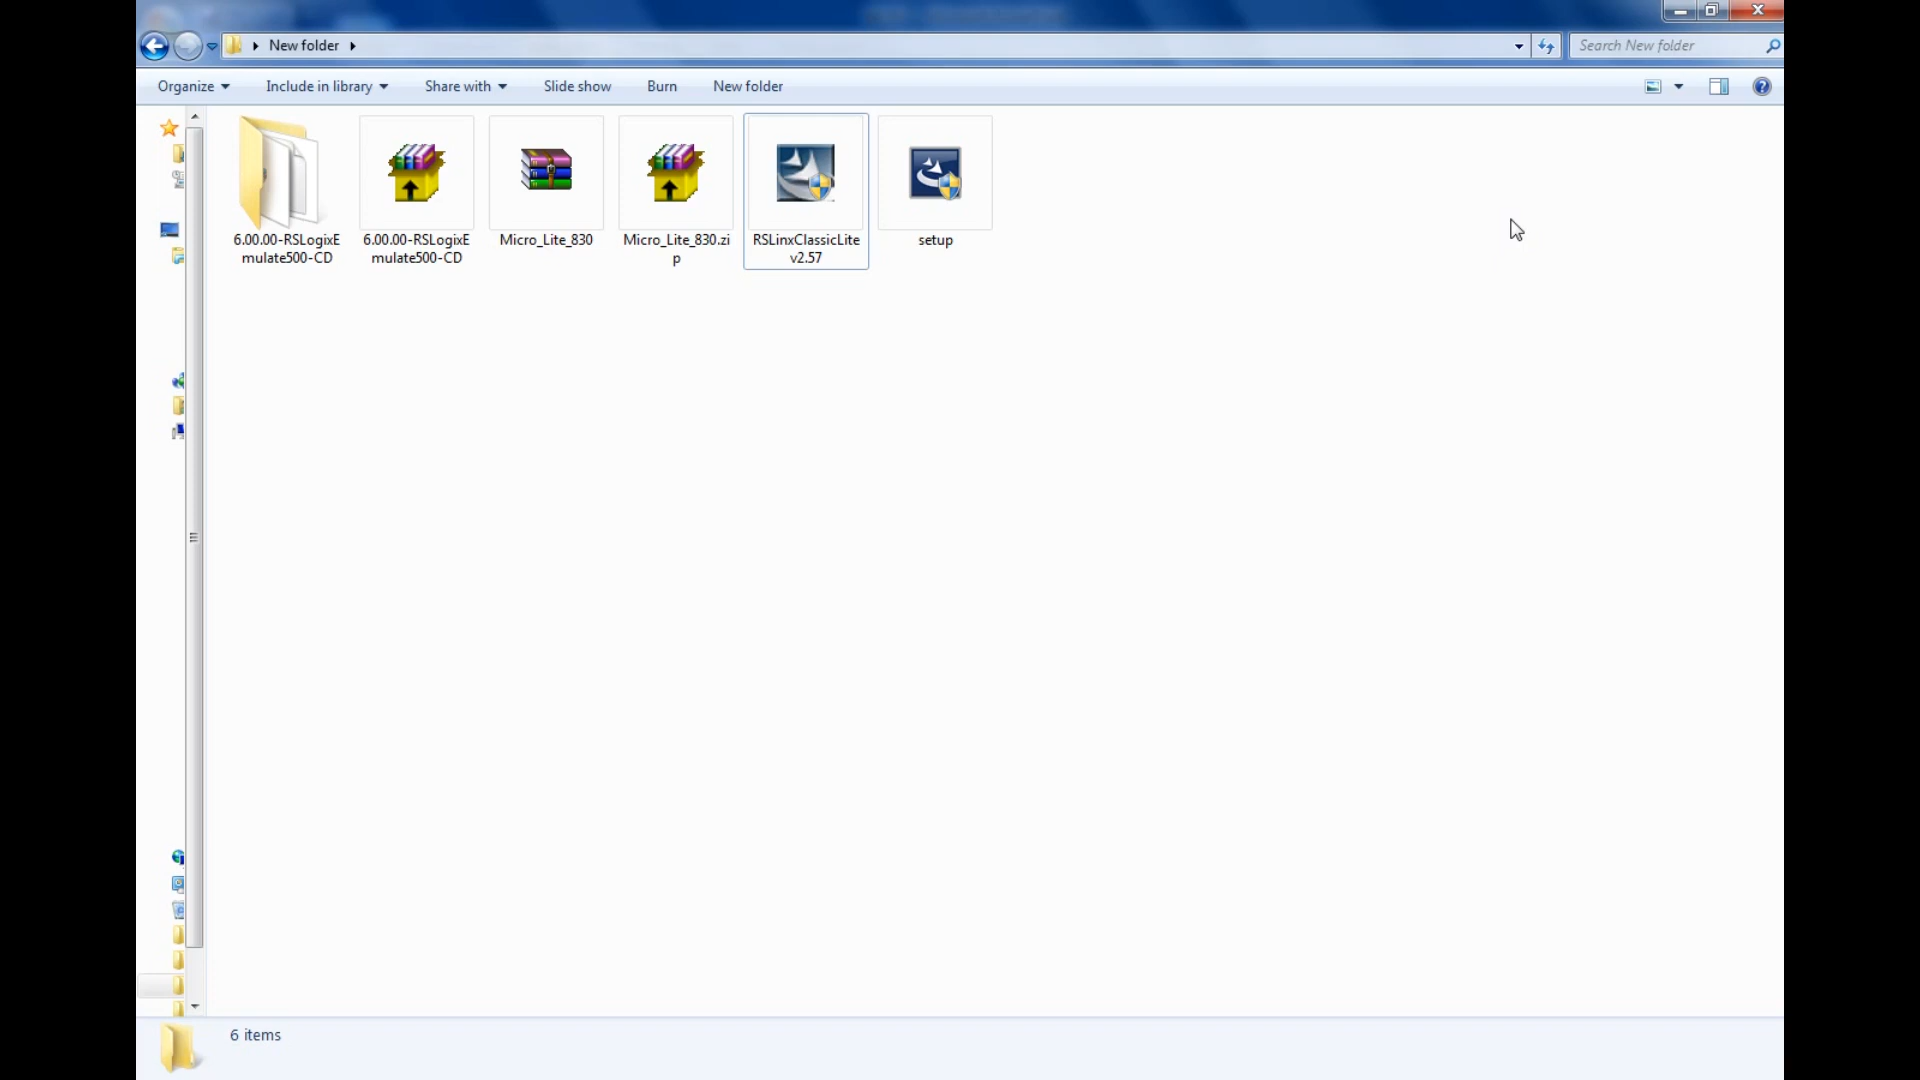 New folder
Search New folder
Organize Include in library Share with Slide show Burn New folder
6.00.00-RSLogixE
mulate500-CD
6.00.00-RSLogixE
mulate500-CD
Micro_Lite_830
Micro_Lite_830.zi
p
RSLinxClassicLite
v2.57
setup
6 items